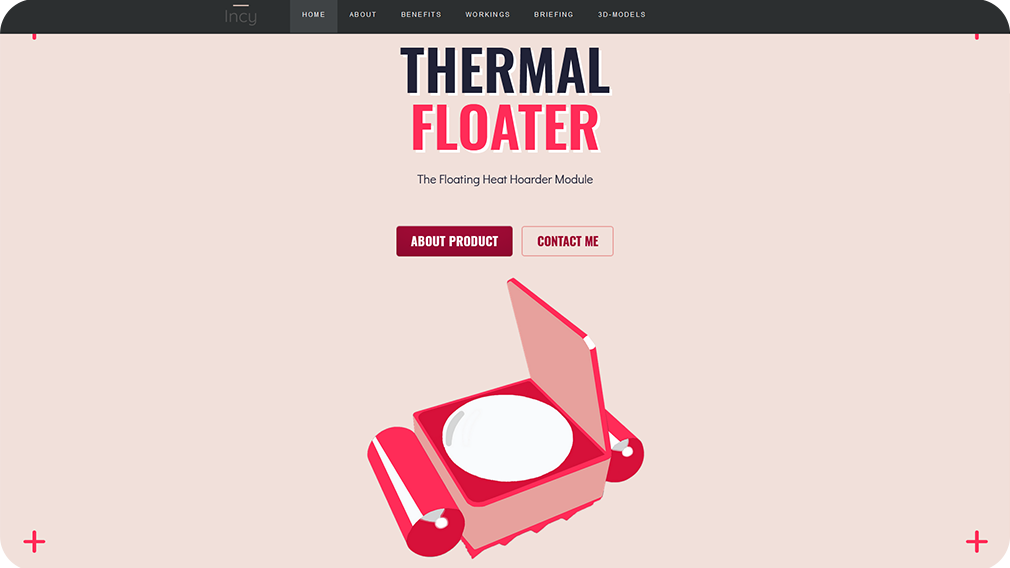 Incy
HOME ABOUT BENEFITS WORKINGS BRIEFING 3D-MODELS
THERMAL
FLOATER
The Floating Heat Hoarder Module
ABOUT PRODUCT CONTACT ME